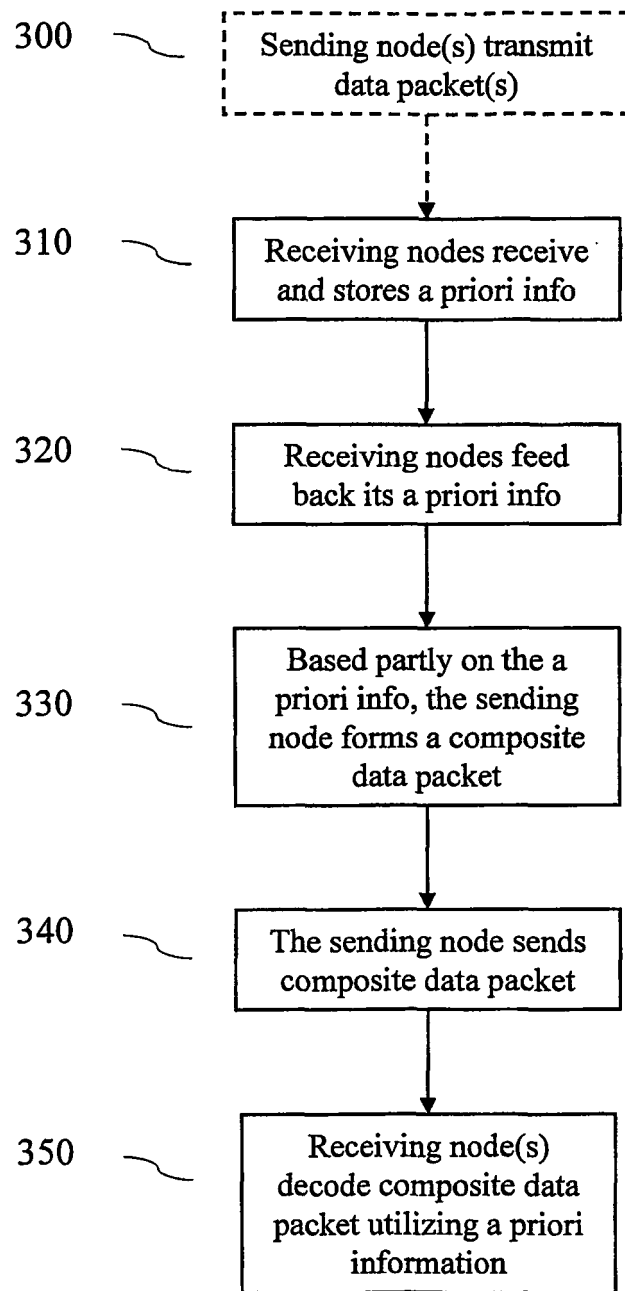 300
Sending node(s) transmit
data packet(s)
310
Receiving nodes receive
and stores a priori info
320
Receiving nodes feed
back its a priori info
330
Based partly on the a
priori info, the sending
node forms a composite
data packet
340
The sending node sends
composite data packet
350
Receiving node(s)
decode composite data
packet utilizing a priori
information